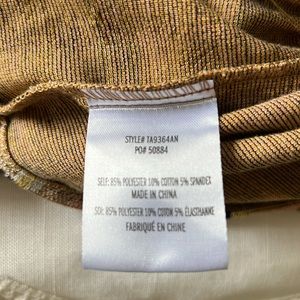 STYLE# TA9364AN
PO# 50884
SELF: 85% POLYESTER 10% COTTON 5% SPANDEX
MADE IN CHINA
SOI: 85% POLYESTER 10% COTTON 5% ÉLASTHANNE
FABRIQUÉ EN CHINE